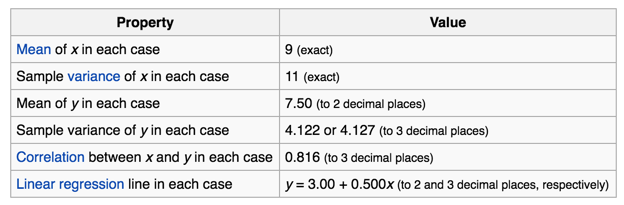 Property Value
Mean of x in each case 9 (exact)
Sample variance of x in each case 11 (exact)
Mean of y in each case 7.50 (to 2 decimal places)
Sample variance of y in each case 4.122 or 4.127 (to 3 decimal places)
Correlation between x and y in each case 0.816 (to 3 decimal places)
Linear regression line in each case y = 3.00 + 0.500x (to 2 and 3 decimal places, respectively)